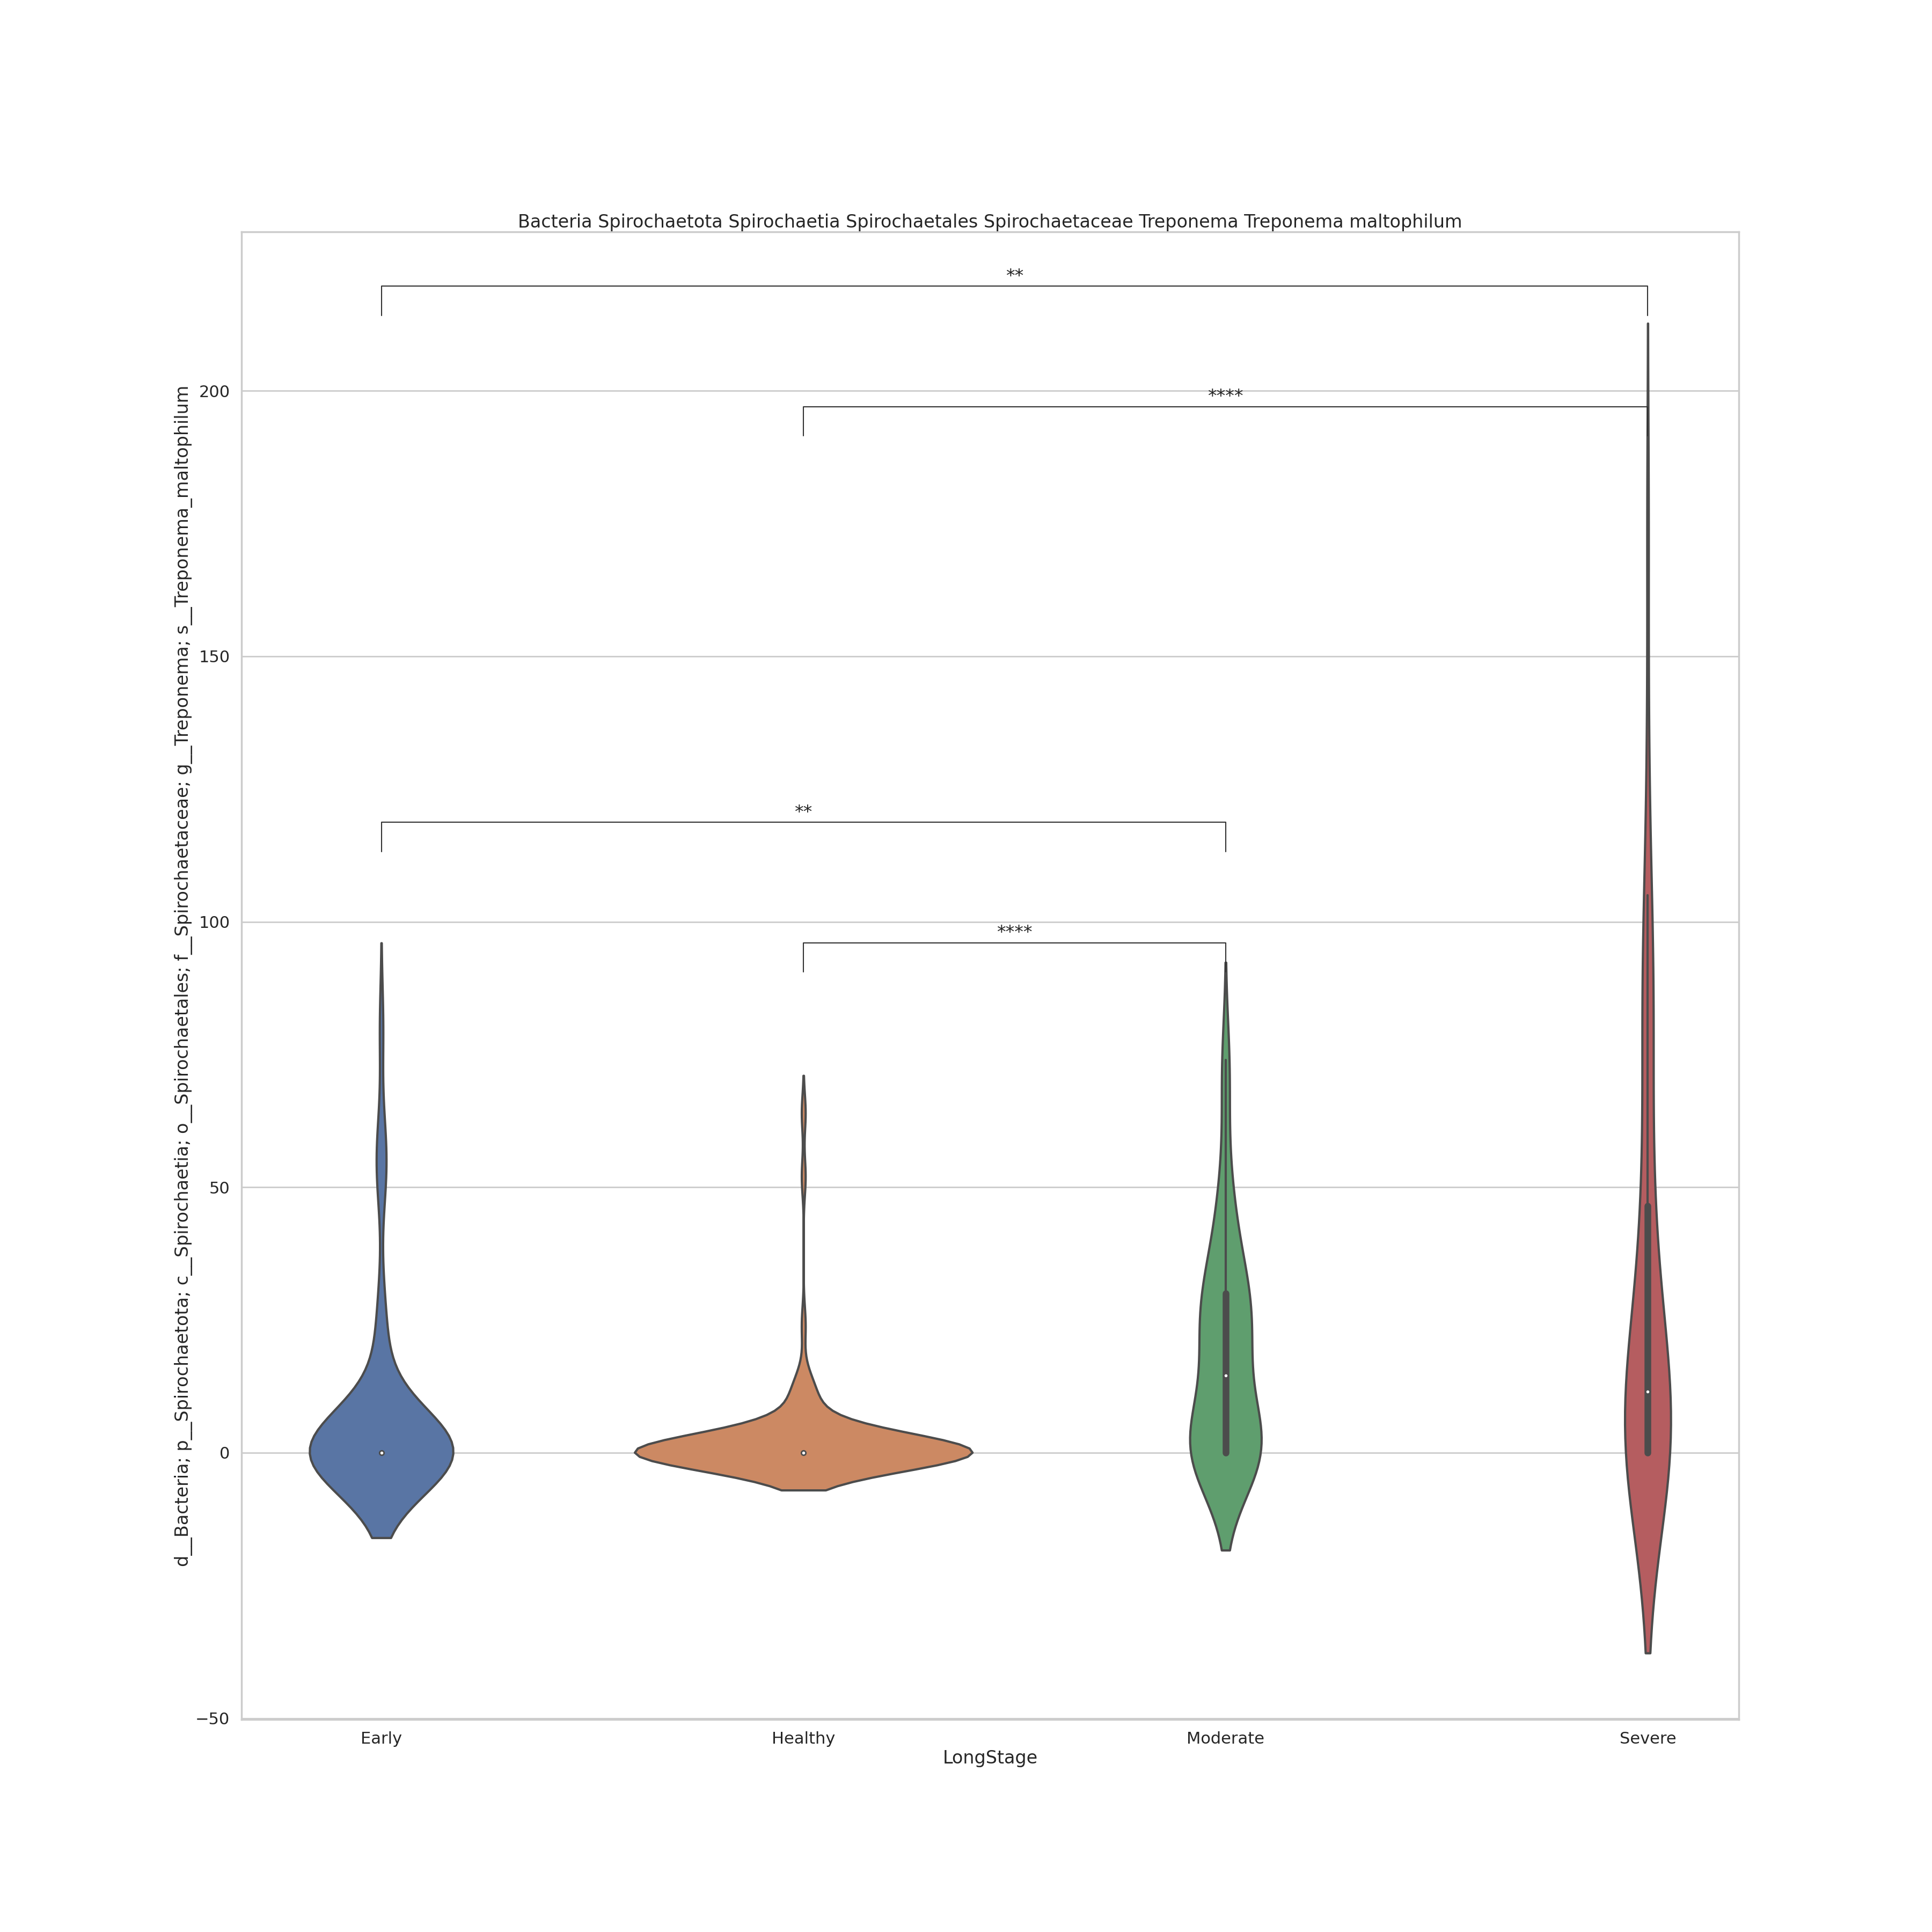 Bacteria Spirochaetota Spirochaetia Spirochaetales Spirochaetaceae Treponema Treponema maltophilum
**
****
**
****
d__Bacteria; p__Spirochaetota; c__Spirochaetia; o__Spirochaetales; f__Spirochaetaceae; g__Treponema; s__Treponema_maltophilum
200
150
100
50
0
−50
Early Healthy Moderate Severe
LongStage